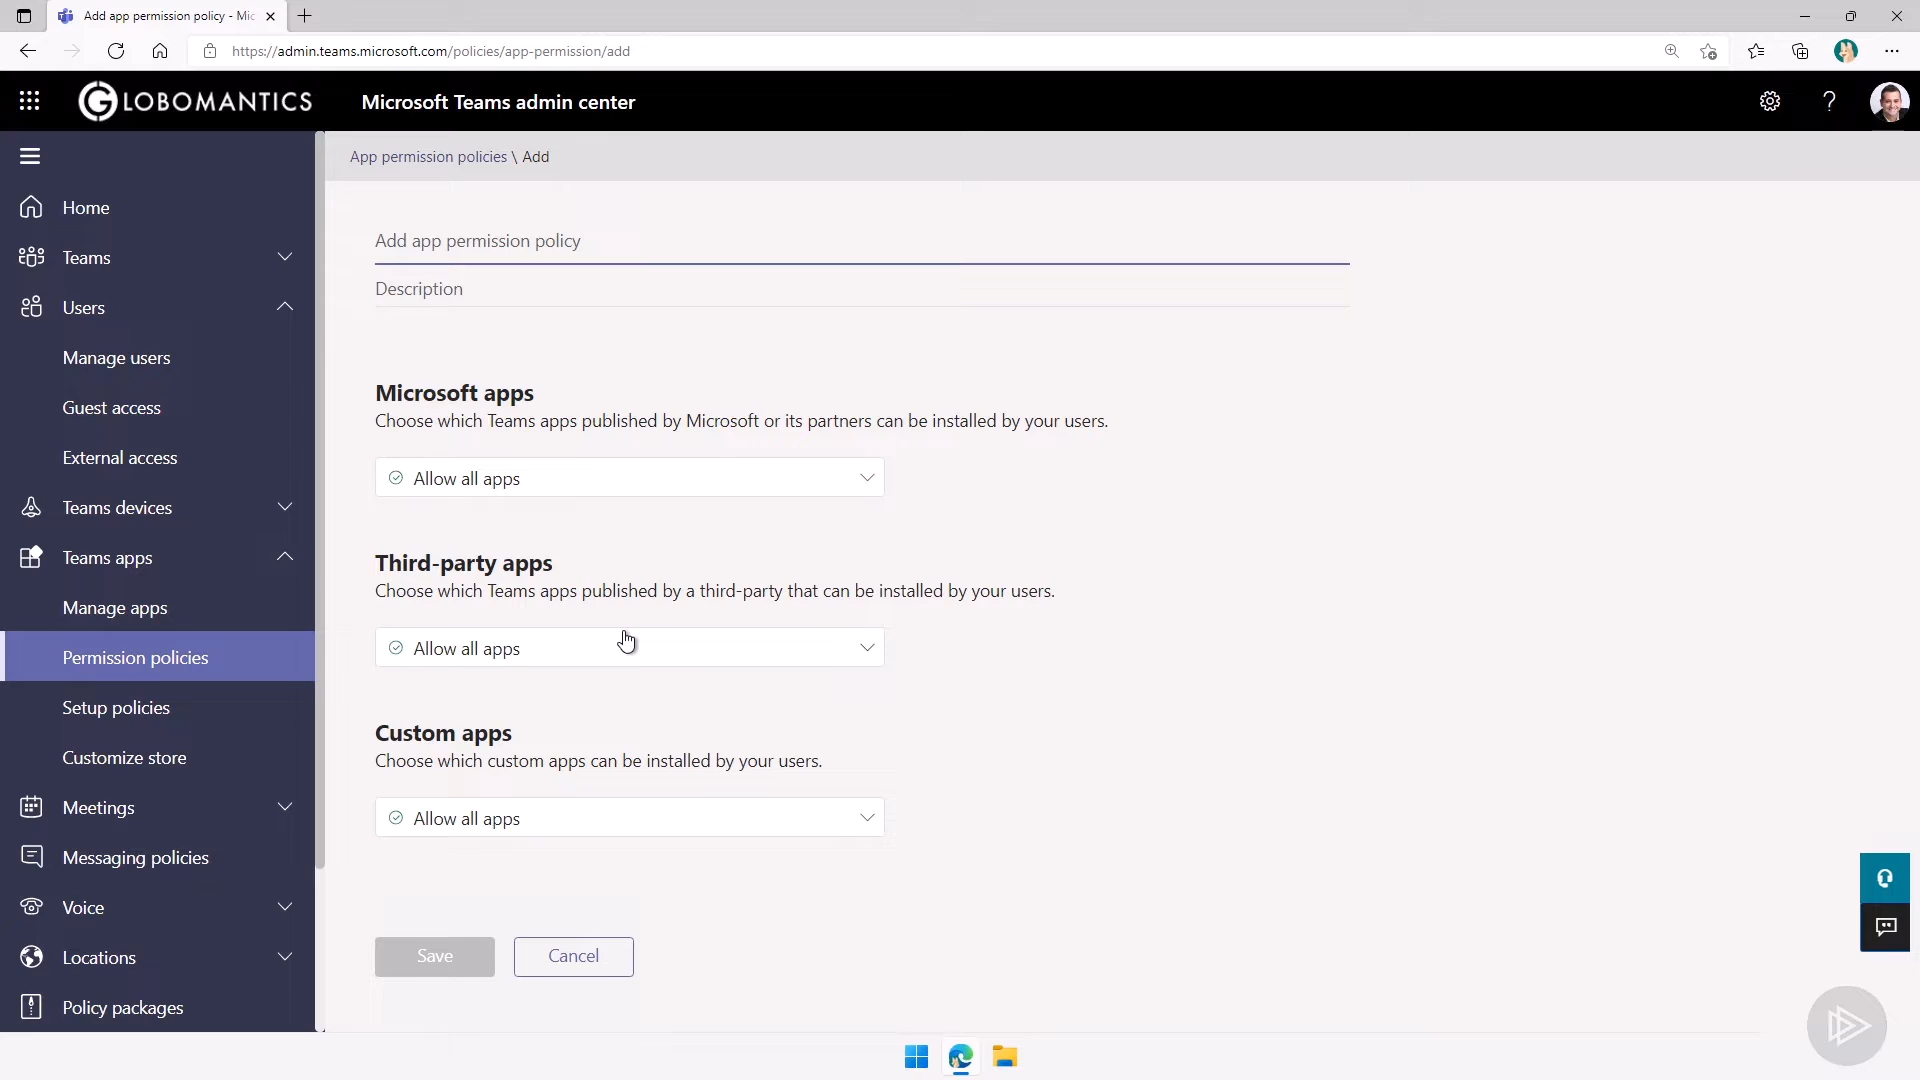 Add app permission policy - Mic
https://admin.teams.microsoft.com/policies/app-permission/add
GLOBOMANTICS
Microsoft Teams admin center
?
App permission policies \ Add
Home
Teams
Users
Manage users
Guest access
External access
Teams devices
Teams apps
Manage apps
Permission policies
Setup policies
Customize store
Meetings
Messaging policies
Voice
Locations
Policy packages
Add app permission policy
Description
Microsoft apps
Choose which Teams apps published by Microsoft or its partners can be installed by your users.
Allow all apps
Third-party apps
Choose which Teams apps published by a third-party that can be installed by your users.
Allow all apps
Custom apps
Choose which custom apps can be installed by your users.
Allow all apps
Save
Cancel